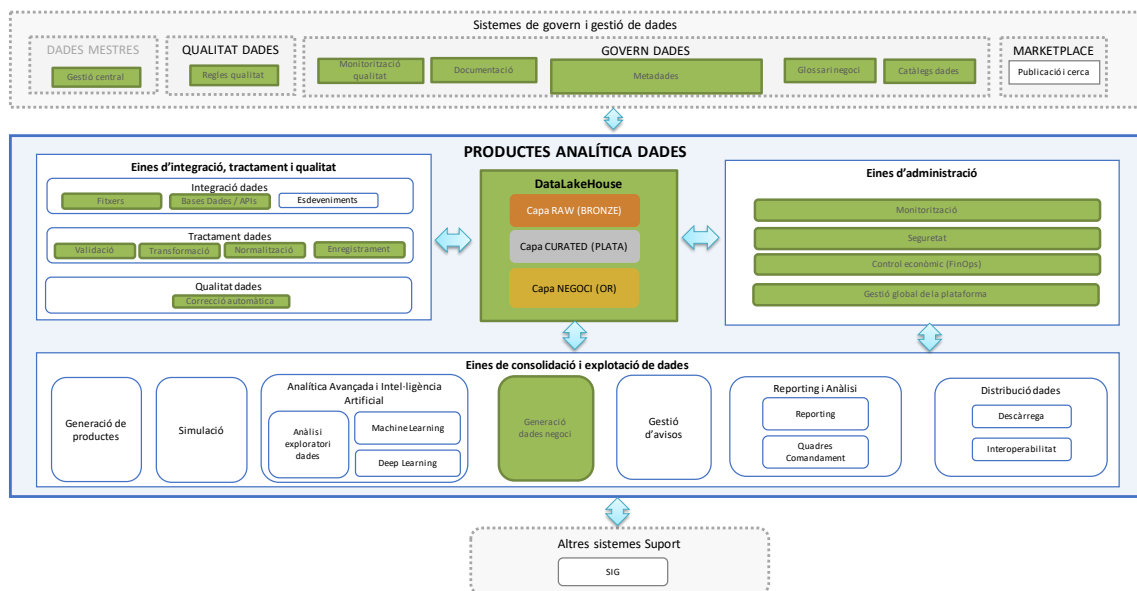 Sistemes de govern i gestió de dades
DADES MESTRES
Gestió central
QUALITAT DADES
Regles qualitat
GOVERN DADES
Monitorització
qualitat
Documentació
Metadades
Glossari negoci
Catàlegs dades
MARKETPLACE
Publicació i cerca
PRODUCTES ANALÍTICA DADES
Eines d'integració, tractament i qualitat
Integració dades
Fitxers
Bases Dades / APIs
Esdeveniments
Tractament dades
Validació
Transformació
Normalització
Enregistrament
Qualitat dades
Correcció automàtica
DataLakeHouse
Capa RAW (BRONZE)
Capa CURATED (PLATA)
Capa NEGOCI (OR)
Eines d'administració
Monitorització
Seguretat
Control econòmic (FinOps)
Gestió global de la plataforma
Eines de consolidació i explotació de dades
Generació de
productes
Simulació
Analítica Avançada i Intel·ligència
Artificial
Anàlisi
exploratori
dades
Machine Learning
Deep Learning
Generació
dades negoci
Gestió
d'avisos
Reporting i Anàlisi
Reporting
Quadres
Comandament
Distribució dades
Descàrrega
Interoperabilitat
Altres sistemes Suport
SIG